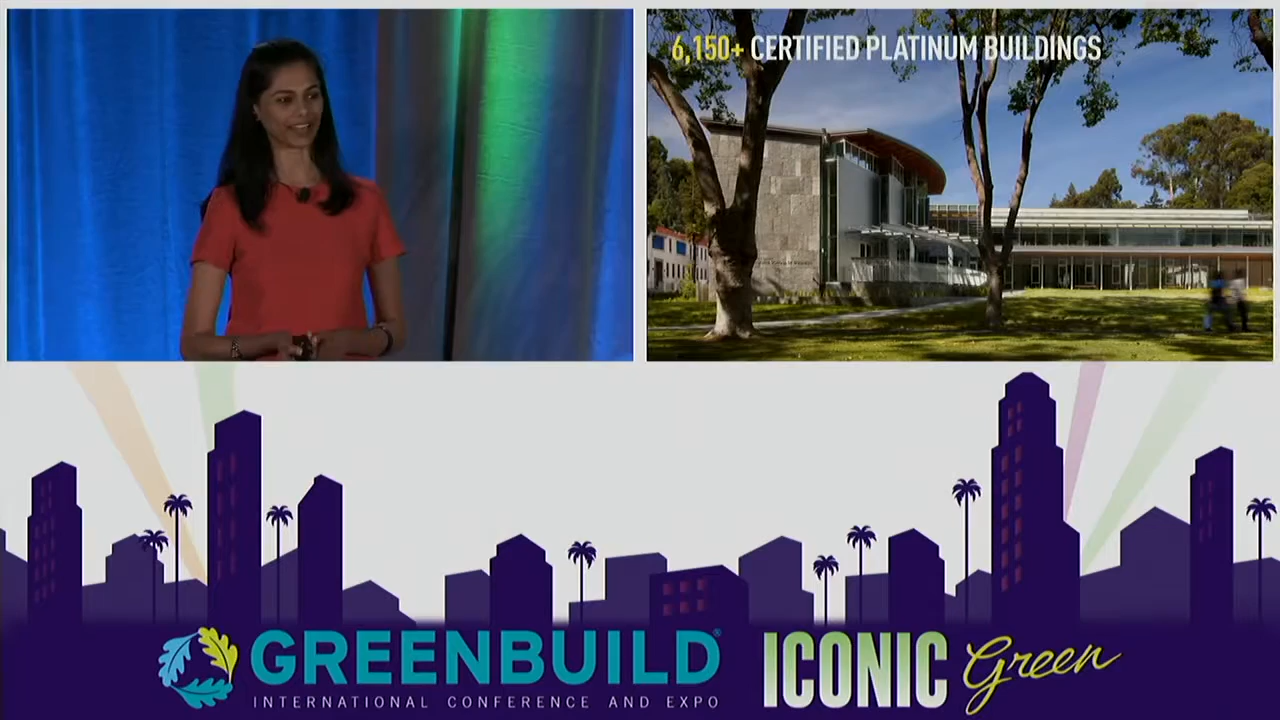 6,150+ CERTIFIED PLATINUM BUILDINGS
GREENBUILD®
INTERNATIONAL CONFERENCE AND EXPO
ICONIC Green